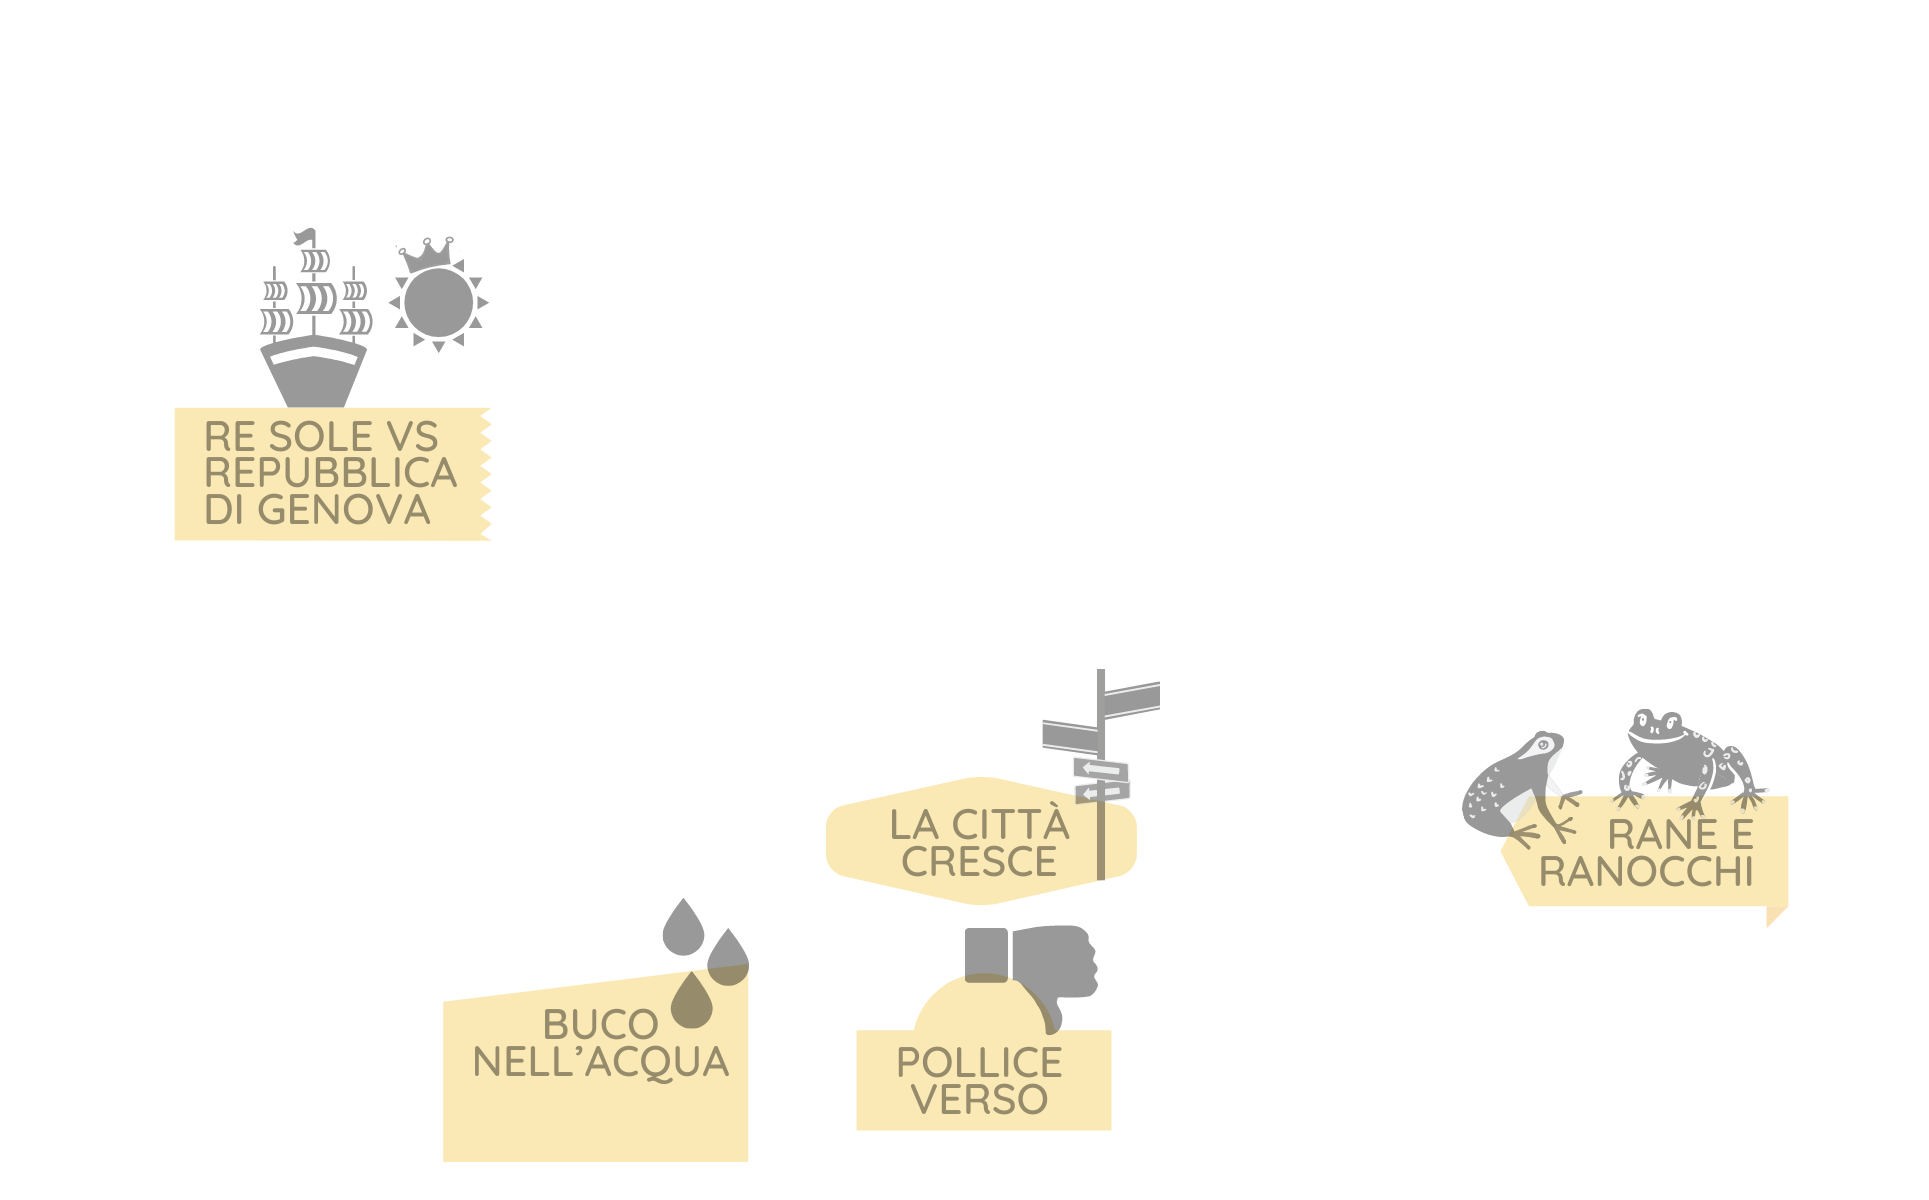 RE SOLE VS
REPUBBLICA
DI GENOVA
LA CITTÀ
CRESCE
RANE E
RANOCCHI
BUCO
NELL'ACQUA
POLLICE
VERSO